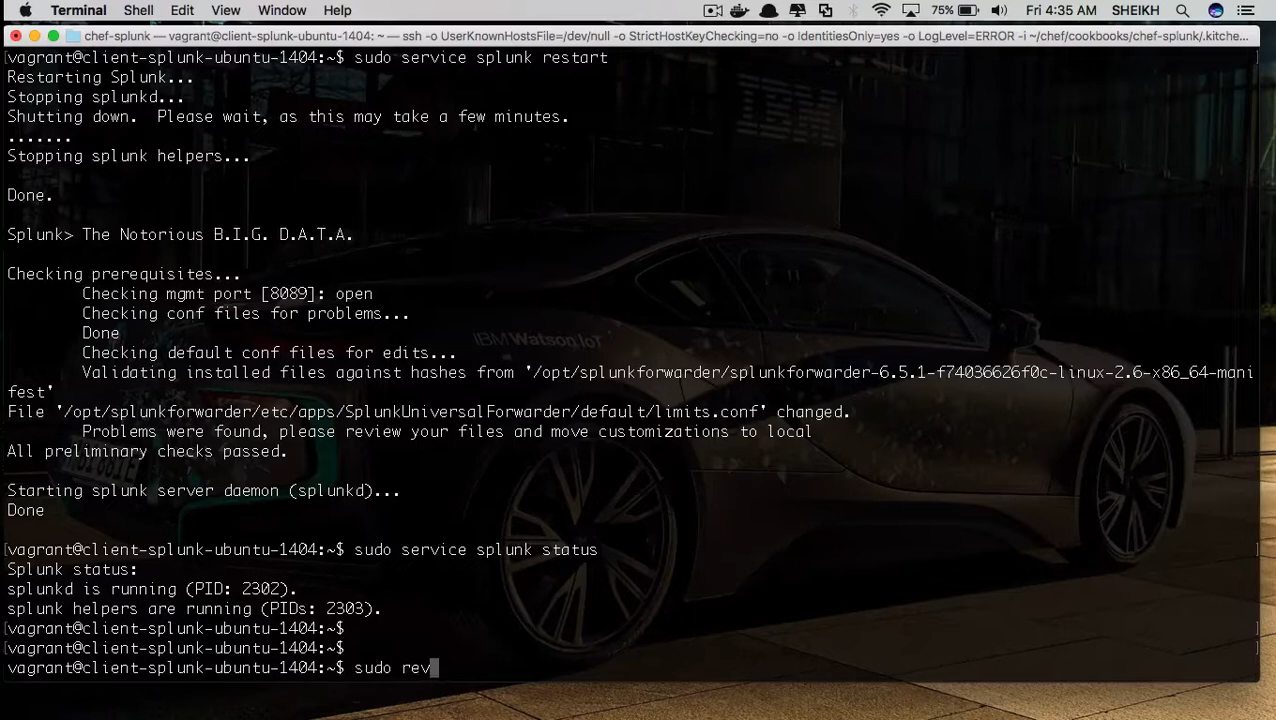 Terminal Shell Edit View Window Help 75% Fri 4:35 AM SHEIKH
chef-splunk — vagrant@client-splunk-ubuntu-1404: ~ — ssh -o UserKnownHostsFile=/dev/null -o StrictHostKeyChecking=no -o IdentitiesOnly=yes -o LogLevel=ERROR -i ~/chef/cookbooks/chef-splunk/.kitche...
[vagrant@client-splunk-ubuntu-1404:~$ sudo service splunk restart ]
Restarting Splunk...
Stopping splunkd...
Shutting down.  Please wait, as this may take a few minutes.
.......
Stopping splunk helpers...
Done.
Splunk> The Notorious B.I.G. D.A.T.A.
Checking prerequisites...
Checking mgmt port [8089]: open
Checking conf files for problems...
Done
Checking default conf files for edits...
Validating installed files against hashes from '/opt/splunkforwarder/splunkforwarder-6.5.1-f74036626f0c-linux-2.6-x86_64-mani
fest'
File '/opt/splunkforwarder/etc/apps/SplunkUniversalForwarder/default/limits.conf' changed.
Problems were found, please review your files and move customizations to local
All preliminary checks passed.
Starting splunk server daemon (splunkd)...
Done
[vagrant@client-splunk-ubuntu-1404:~$ sudo service splunk status ]
Splunk status:
splunkd is running (PID: 2302).
splunk helpers are running (PIDs: 2303).
[vagrant@client-splunk-ubuntu-1404:~$ ]
[vagrant@client-splunk-ubuntu-1404:~$ ]
vagrant@client-splunk-ubuntu-1404:~$ sudo rev
IBM
IBM Watson IoT